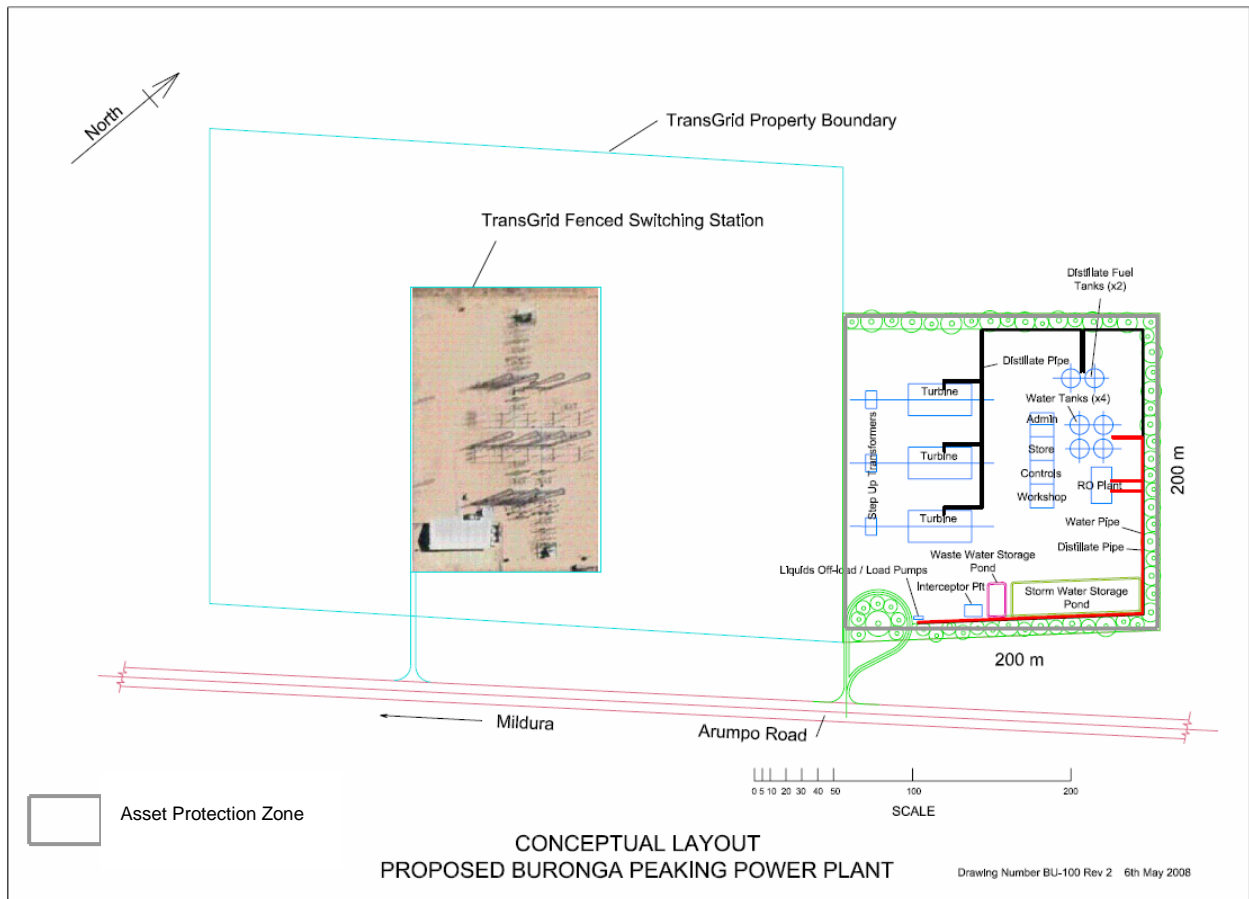 North
TransGrid Property Boundary
TransGrid Fenced Switching Station
Distillate Fuel
Tanks (x2)
Distillate Pipe
Turbine
Water Tanks (x4)
Admin
Step Up Transformers
Turbine
Store
Controls
RO Plant
Workshop
200 m
Turbine
Water Pipe
Distillate Pipe
Waste Water Storage
Pond
Liquids Off-load / Load Pumps
Interceptor Pit
Storm Water Storage
Pond
200 m
Mildura
Arumpo Road
0 5 10 20 30 40 50 100 200
SCALE
Asset Protection Zone
CONCEPTUAL LAYOUT
PROPOSED BURONGA PEAKING POWER PLANT
Drawing Number BU-100 Rev 2 6th May 2008